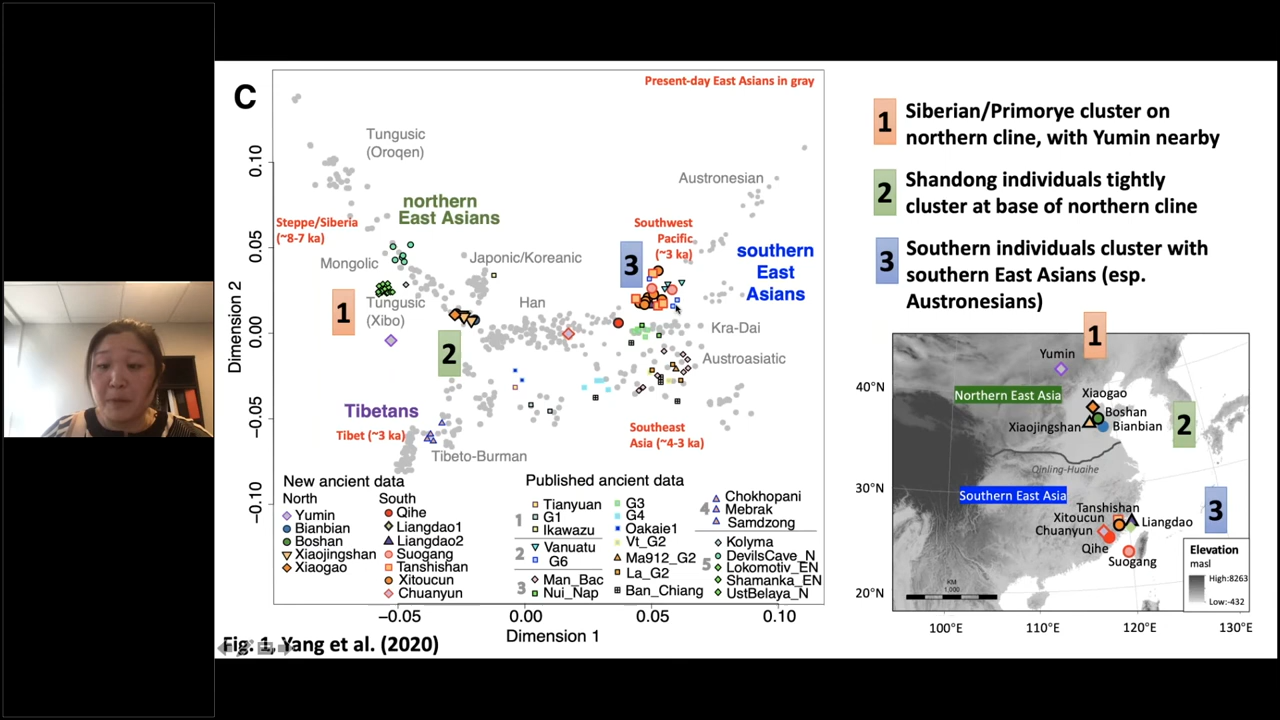 C
Present-day East Asians in gray
Tungusic
(Oroqen)
Austronesian
northern
East Asians
Steppe/Siberia
(~8-7 ka)
Southwest
Pacific
(~3 ka)
southern
East
Asians
Mongolic
Japonic/Koreanic
3
1
Tungusic
(Xibo)
Han
Kra-Dai
2
Austroasiatic
Tibetans
Tibet (~3 ka)
Southeast
Asia (~4-3 ka)
Tibeto-Burman
Dimension 2
0.10
0.05
0.00
−0.05
−0.10
New ancient data
North
Yumin
Bianbian
Boshan
Xiaojingshan
Xiaogao
South
Qihe
Liangdao1
Liangdao2
Suogang
Tanshishan
Xitoucun
Chuanyun
Published ancient data
1
Tianyuan
G1
Ikawazu
2
Vanuatu
G6
3
Man_Bac
Nui_Nap
G3
G4
Oakaie1
Vt_G2
Ma912_G2
La_G2
Ban_Chiang
4
Chokhopani
Mebrak
Samdzong
5
Kolyma
DevilsCave_N
Lokomotiv_EN
Shamanka_EN
UstBelaya_N
−0.05
0.00
0.05
0.10
Dimension 1
Fig. 1, Yang et al. (2020)
1
Siberian/Primorye cluster on
northern cline, with Yumin nearby
2
Shandong individuals tightly
cluster at base of northern cline
3
Southern individuals cluster with
southern East Asians (esp.
Austronesians)
1
Yumin
40°N
Northern East Asia
Xiaogao
Boshan
Xiaojingshan
Bianbian
2
Qinling-Huaihe
30°N
Southern East Asia
3
Tanshishan
Xitoucun
Liangdao
Chuanyun
Qihe
Suogang
Elevation
masl
High:8263
Low:-432
KM
1,000
20°N
100°E
110°E
120°E
130°E